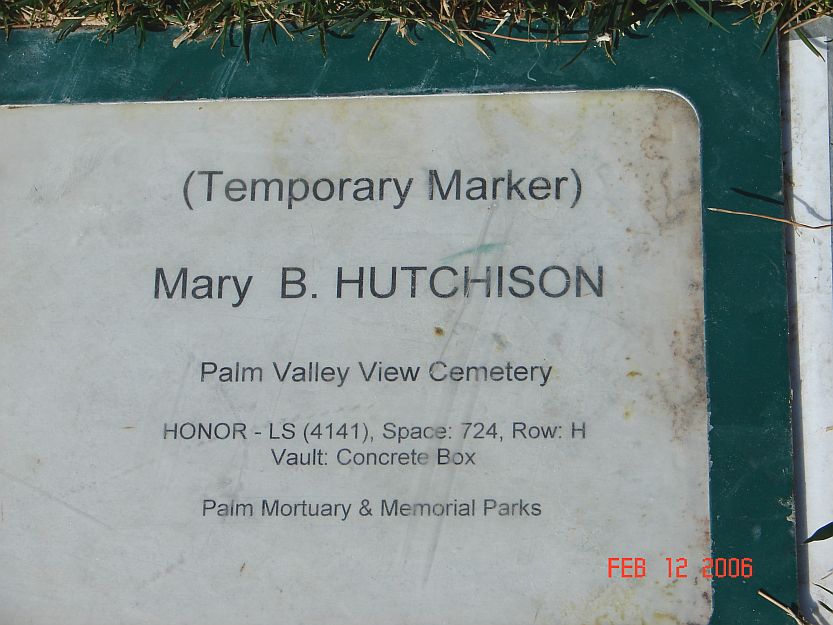 (Temporary Marker)
Mary B. HUTCHISON
Palm Valley View Cemetery
HONOR - LS (4141), Space: 724, Row: H
Vault: Concrete Box
Palm Mortuary & Memorial Parks
FEB 12 2006